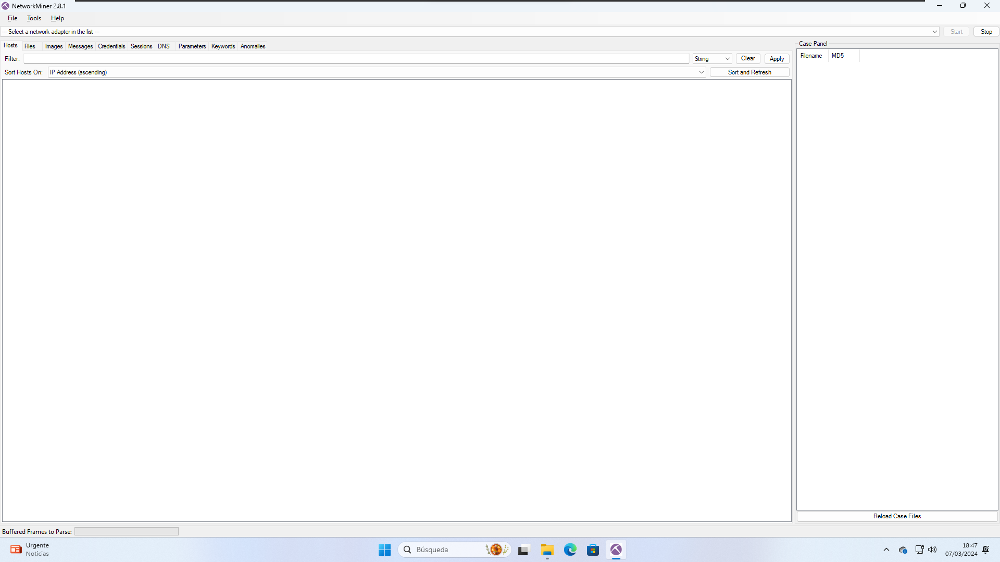 NetworkMiner 2.8.1
File Tools Help
--- Select a network adapter in the list ---
Start Stop
Hosts Files Images Messages Credentials Sessions DNS Parameters Keywords Anomalies
Filter: String Clear Apply
Sort Hosts On: IP Address (ascending) Sort and Refresh
Case Panel
Filename MD5
Reload Case Files
Buffered Frames to Parse:
Urgente
Noticias
Búsqueda
18:47
07/03/2024